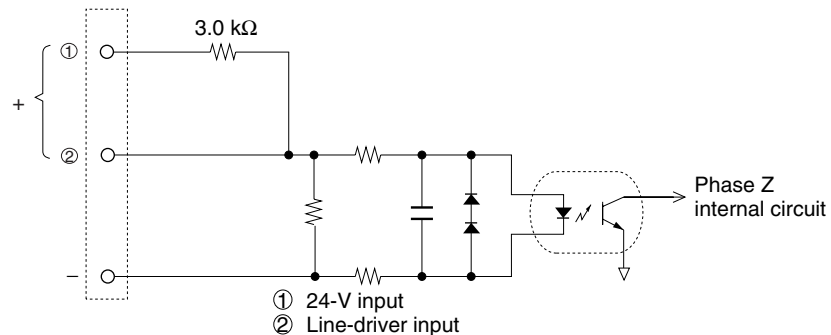 3.0 kΩ
①
+
②
Phase Z
internal circuit
−
① 24-V input
② Line-driver input